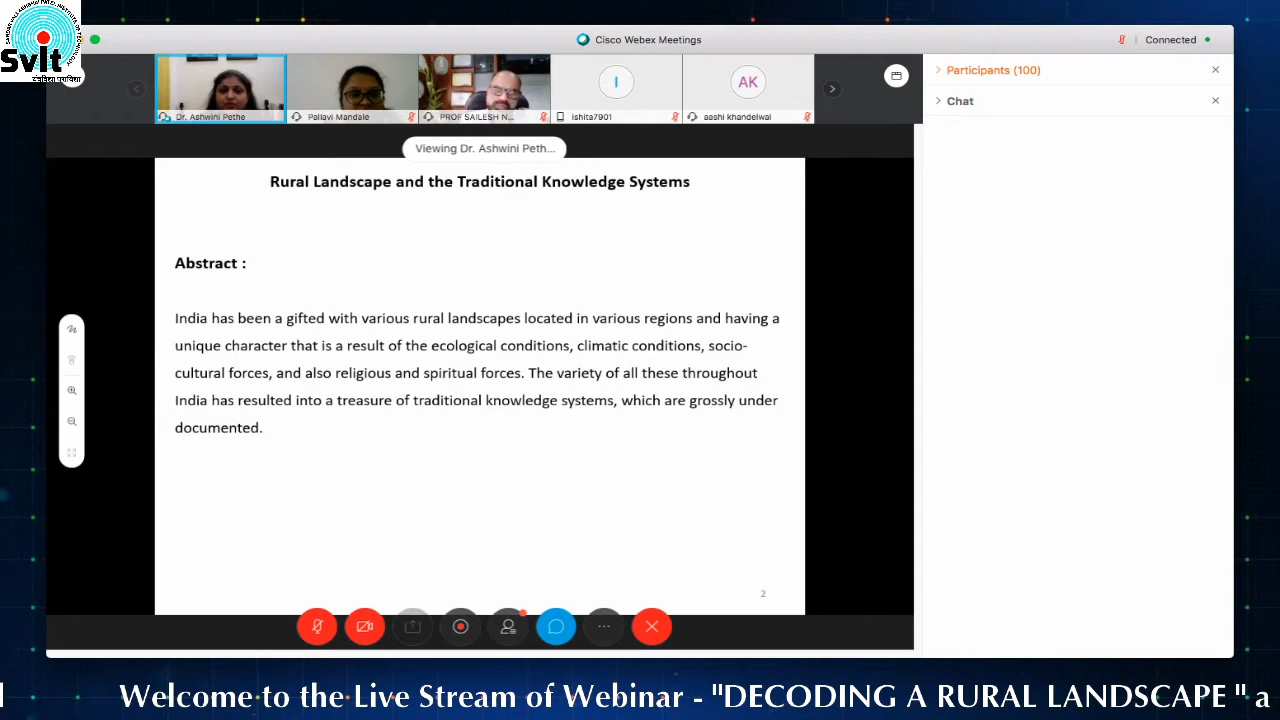 Svit
Cisco Webex Meetings
Connected
Dr. Ashwini Pethe
Pallavi Mandale
PROF SAILESH N...
I
ishita7901
AK
aashi khandelwal
Participants (100)
Chat
Viewing Dr. Ashwini Peth...
Rural Landscape and the Traditional Knowledge Systems
Abstract :
India has been a gifted with various rural landscapes located in various regions and having a
unique character that is a result of the ecological conditions, climatic conditions, socio-
cultural forces, and also religious and spiritual forces. The variety of all these throughout
India has resulted into a treasure of traditional knowledge systems, which are grossly under
documented.
2
Welcome to the Live Stream of Webinar - "DECODING A RURAL LANDSCAPE " a